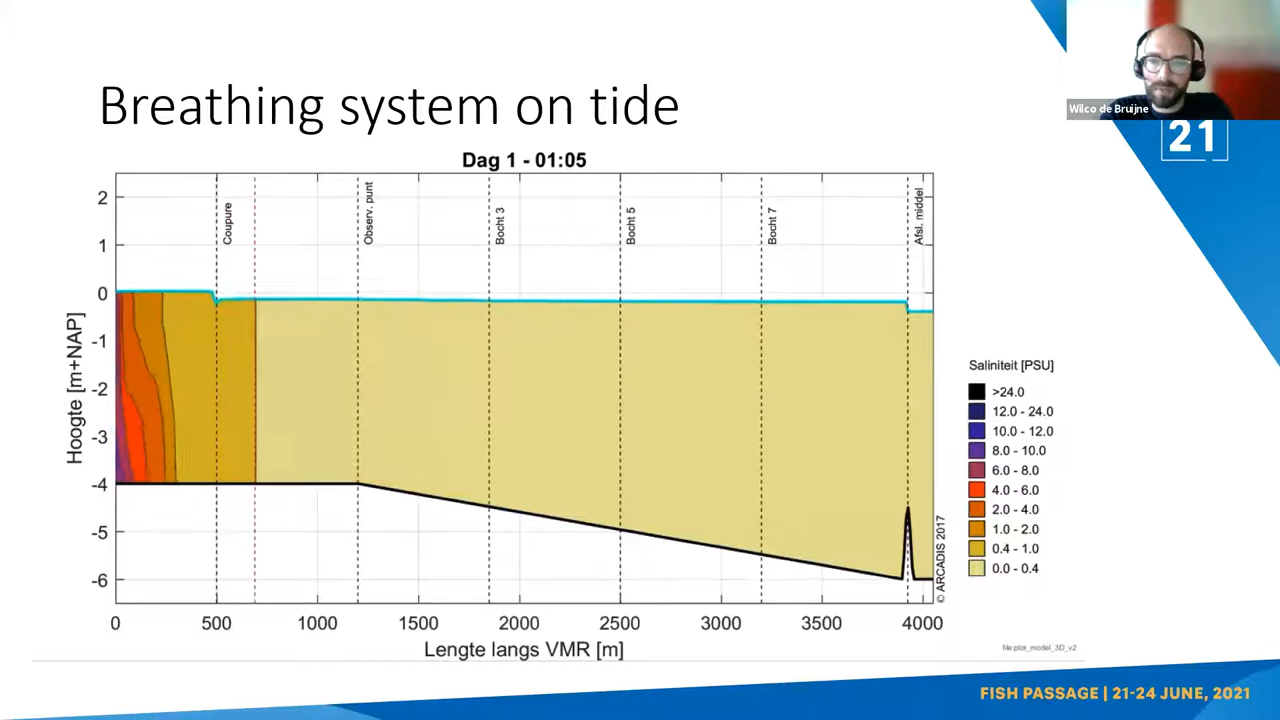 Breathing system on tide
Wilco de Bruijne
21
Dag 1 - 01:05
Coupure
Observ. punt
Bocht 3
Bocht 5
Bocht 7
Afsl. middel
2
1
0
-1
-2
-3
-4
-5
-6
Hoogte [m+NAP]
0
500
1000
1500
2000
2500
3000
3500
4000
Lengte langs VMR [m]
© ARCADIS 2017
Saliniteit [PSU]
>24.0
12.0 - 24.0
10.0 - 12.0
8.0 - 10.0
6.0 - 8.0
4.0 - 6.0
2.0 - 4.0
1.0 - 2.0
0.4 - 1.0
0.0 - 0.4
file:plot_model_3D_v2
FISH PASSAGE | 21-24 JUNE, 2021